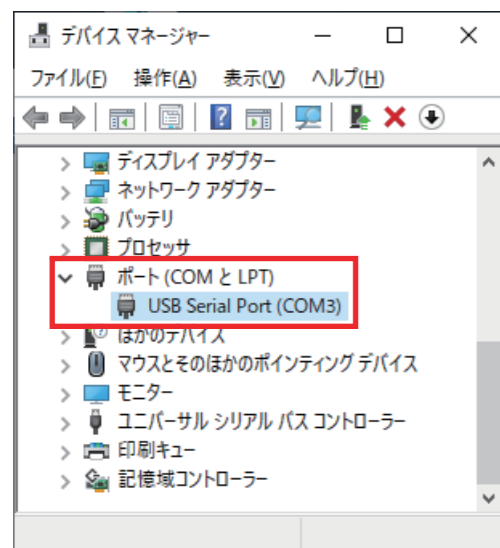 デバイス マネージャー
ファイル(F) 操作(A) 表示(V) ヘルプ(H)
ディスプレイ アダプター
ネットワーク アダプター
バッテリ
プロセッサ
ポート (COM と LPT)
USB Serial Port (COM3)
ほかのデバイス
マウスとそのほかのポインティング デバイス
モニター
ユニバーサル シリアル バス コントローラー
印刷キュー
記憶域コントローラー